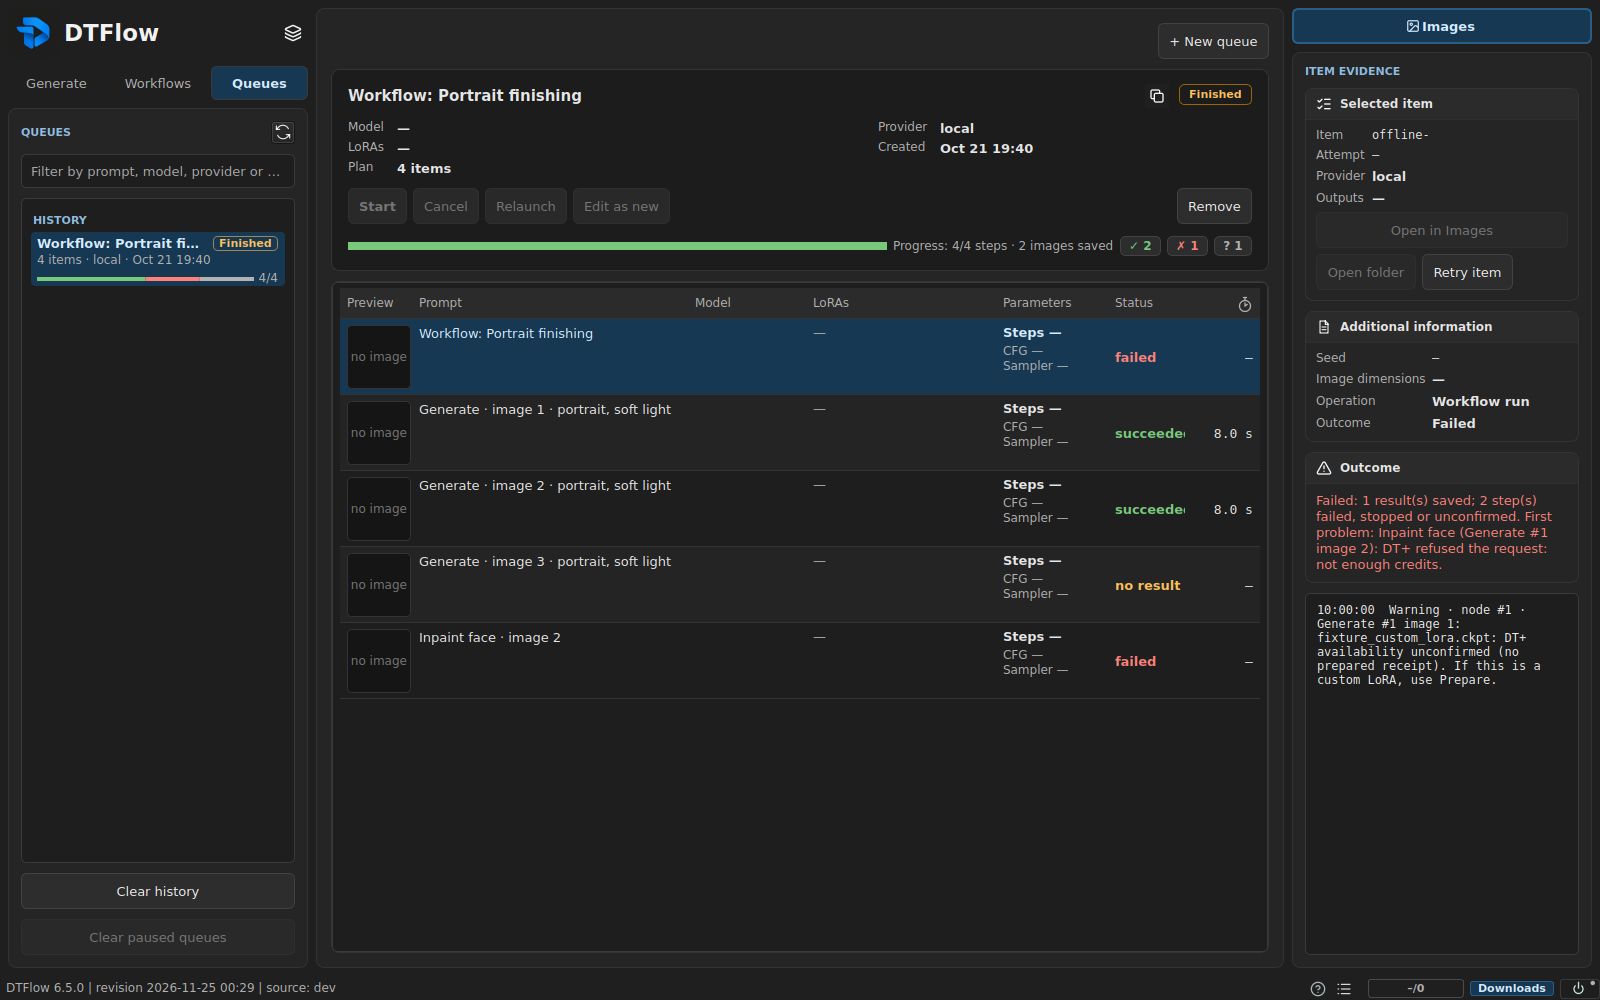 DTFlow
Generate
Workflows
Queues
QUEUES
Filter by prompt, model, provider or ...
HISTORY
Workflow: Portrait fi...
Finished
4 items · local · Oct 21 19:40
4/4
Clear history
Clear paused queues
+ New queue
Workflow: Portrait finishing
Finished
Model —
LoRAs —
Plan 4 items
Provider local
Created Oct 21 19:40
Start
Cancel
Relaunch
Edit as new
Remove
Progress: 4/4 steps · 2 images saved
✓ 2
✗ 1
? 1
Preview Prompt Model LoRAs Parameters Status
no image
Workflow: Portrait finishing
—
Steps —
CFG —
Sampler —
failed
–
no image
Generate · image 1 · portrait, soft light
—
Steps —
CFG —
Sampler —
succeede
8.0 s
no image
Generate · image 2 · portrait, soft light
—
Steps —
CFG —
Sampler —
succeede
8.0 s
no image
Generate · image 3 · portrait, soft light
—
Steps —
CFG —
Sampler —
no result
–
no image
Inpaint face · image 2
—
Steps —
CFG —
Sampler —
failed
–
Images
ITEM EVIDENCE
Selected item
Item offline-
Attempt –
Provider local
Outputs —
Open in Images
Open folder
Retry item
Additional information
Seed –
Image dimensions —
Operation Workflow run
Outcome Failed
Outcome
Failed: 1 result(s) saved; 2 step(s)
failed, stopped or unconfirmed. First
problem: Inpaint face (Generate #1
image 2): DT+ refused the request:
not enough credits.
10:00:00 Warning · node #1 ·
Generate #1 image 1:
fixture_custom_lora.ckpt: DT+
availability unconfirmed (no
prepared receipt). If this is a
custom LoRA, use Prepare.
DTFlow 6.5.0 | revision 2026-11-25 00:29 | source: dev
-/0
Downloads